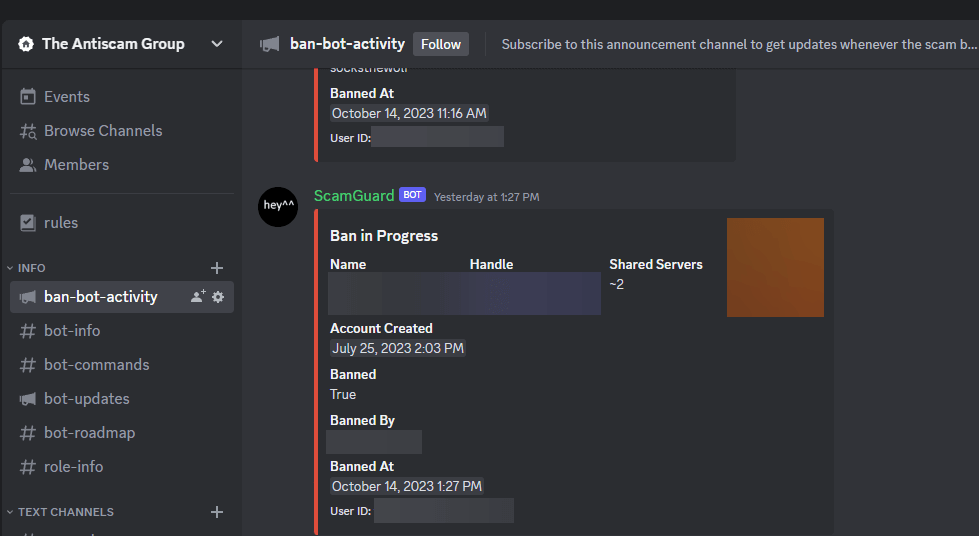 The Antiscam Group
Events
Browse Channels
Members
rules
INFO
ban-bot-activity
bot-info
bot-commands
bot-updates
bot-roadmap
role-info
TEXT CHANNELS
ban-bot-activity Follow Subscribe to this announcement channel to get updates whenever the scam b...
socksthewolf
Banned At
October 14, 2023 11:16 AM
User ID:
hey^^
ScamGuard BOT Yesterday at 1:27 PM
Ban in Progress
Name Handle Shared Servers
~2
Account Created
July 25, 2023 2:03 PM
Banned
True
Banned By
Banned At
October 14, 2023 1:27 PM
User ID: